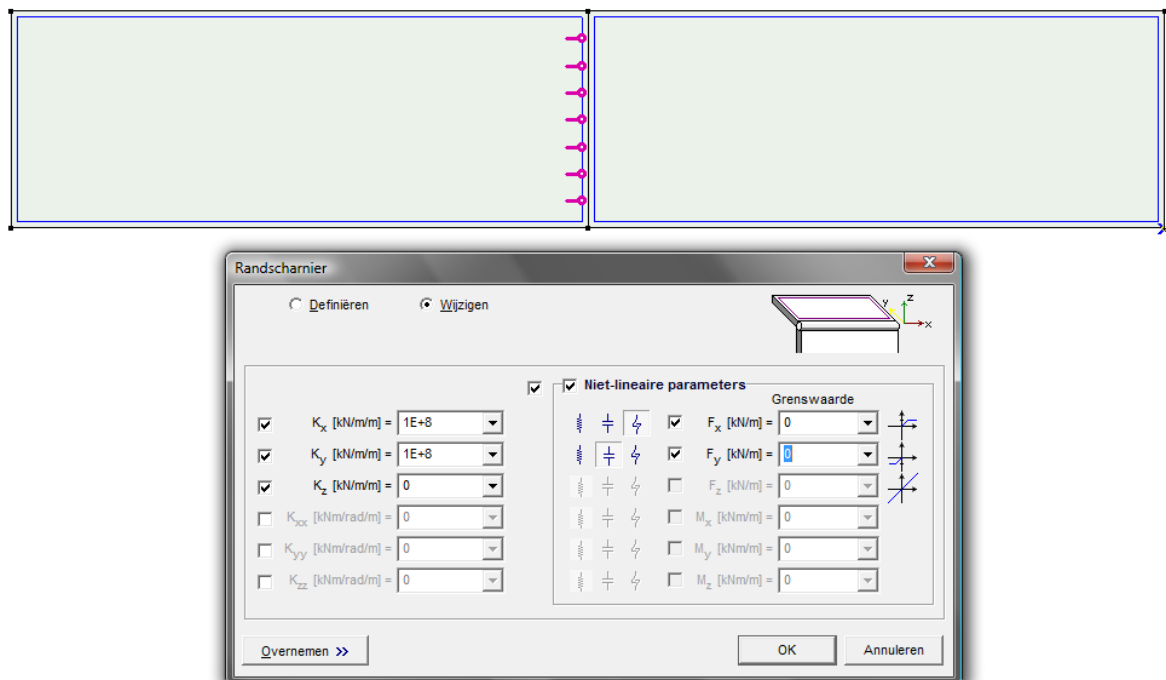 Randscharnier
Definiëren Wijzigen
y z x
Niet-lineaire parameters
Grenswaarde
Kx [kN/m/m] = 1E+8 Fx [kN/m] = 0
Ky [kN/m/m] = 1E+8 Fy [kN/m] = 0
Kz [kN/m/m] = 0 Fz [kN/m] = 0
Kxx [kNm/rad/m] = 0 Mx [kNm/m] = 0
Kyy [kNm/rad/m] = 0 My [kNm/m] = 0
Kzz [kNm/rad/m] = 0 Mz [kNm/m] = 0
Overnemen >> OK Annuleren